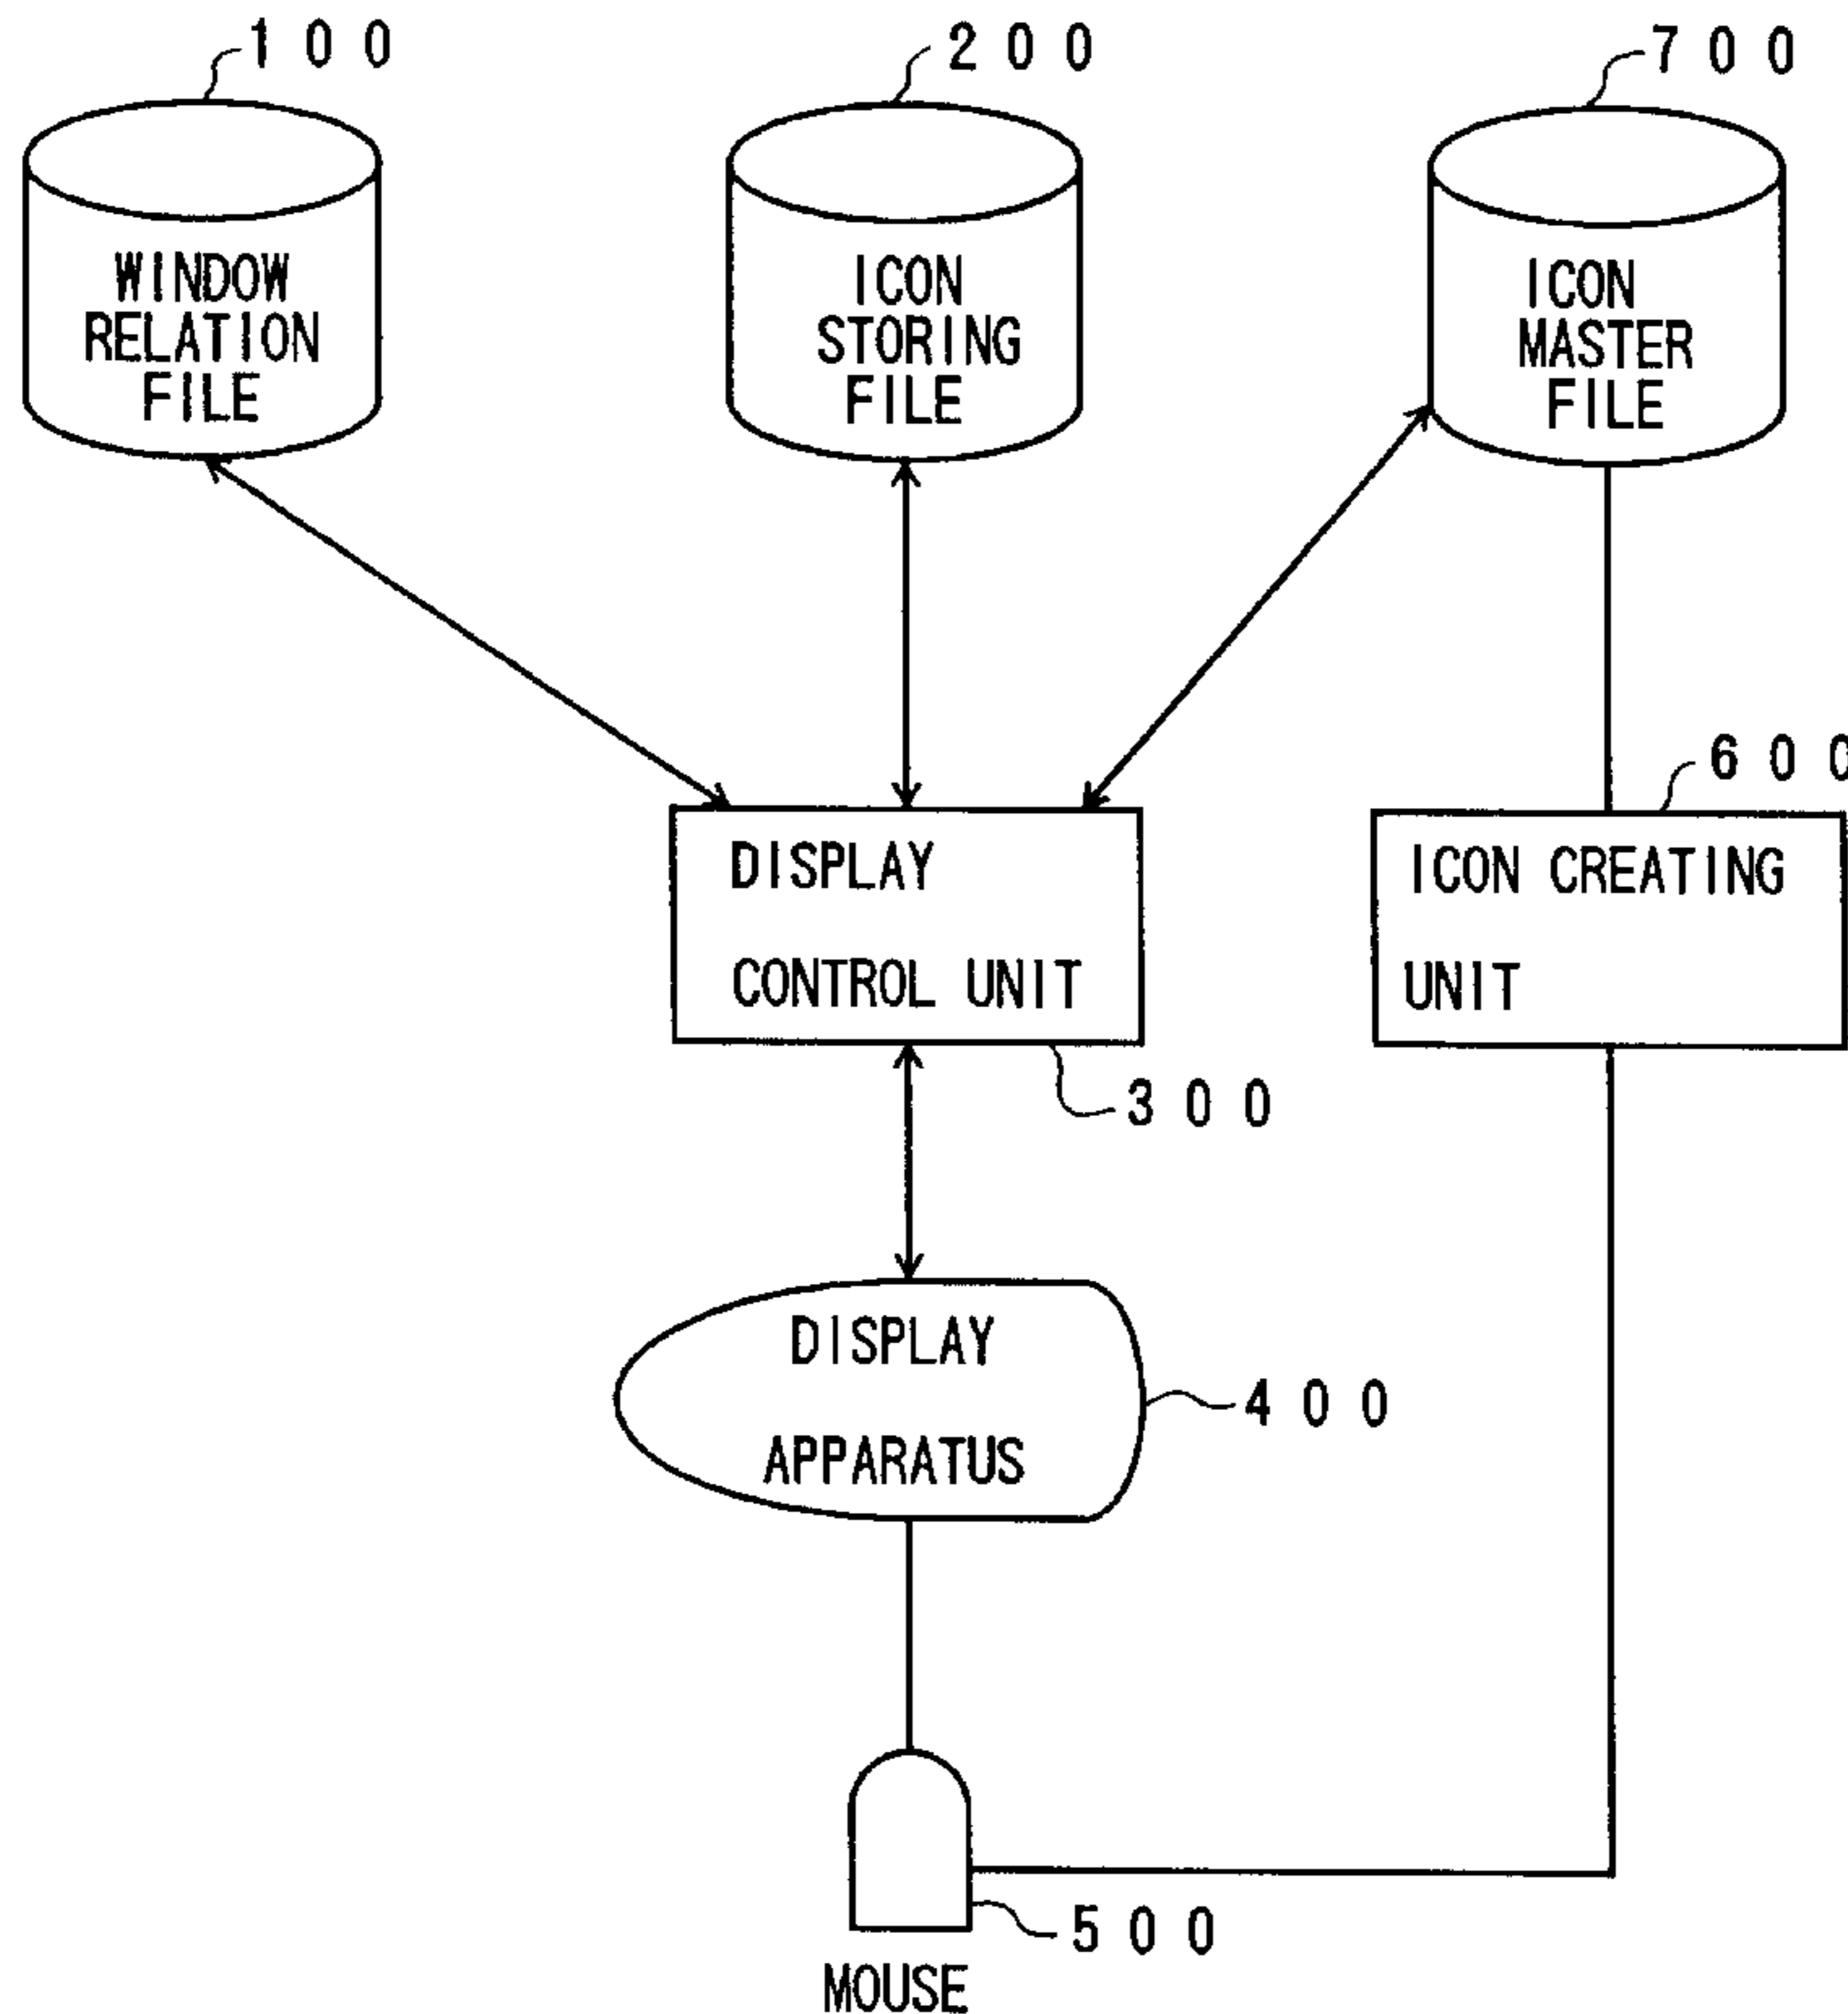 100
200
700
WINDOW
RELATION
FILE
ICON
STORING
FILE
ICON
MASTER
FILE
600
DISPLAY
CONTROL UNIT
ICON CREATING
UNIT
300
DISPLAY
APPARATUS
400
500
MOUSE